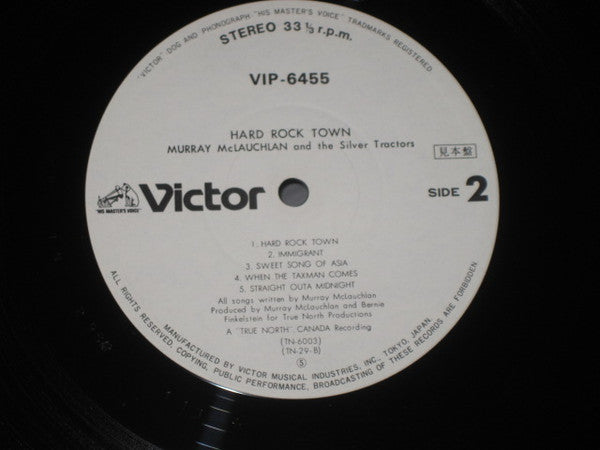 "VICTOR" DOG AND PHONOGRAPH "HIS MASTER'S VOICE" TRADMARKS REGISTERED.
STEREO 33 1/3 r.p.m.
VIP-6455
HARD ROCK TOWN
MURRAY McLAUCHLAN and the Silver Tractors
見本盤
"HIS MASTER'S VOICE"
Victor
SIDE 2
1. HARD ROCK TOWN
2. IMMIGRANT
3. SWEET SONG OF ASIA
4. WHEN THE TAXMAN COMES
5. STRAIGHT OUTA MIDNIGHT
All songs written by Murray McLauchlan
Produced by Murray McLauchlan and Bernie
Finkelstein for True North Productions
A "TRUE NORTH", CANADA Recording
(TN-6003)
(TN-29-B)
Ⓢ
ALL RIGHTS RESERVED, COPYING, PUBLIC PERFORMANCE, BROADCASTING OF THESE RECORDS ARE FORBIDDEN.
MANUFACTURED BY VICTOR MUSICAL INDUSTRIES, INC., TOKYO, JAPAN